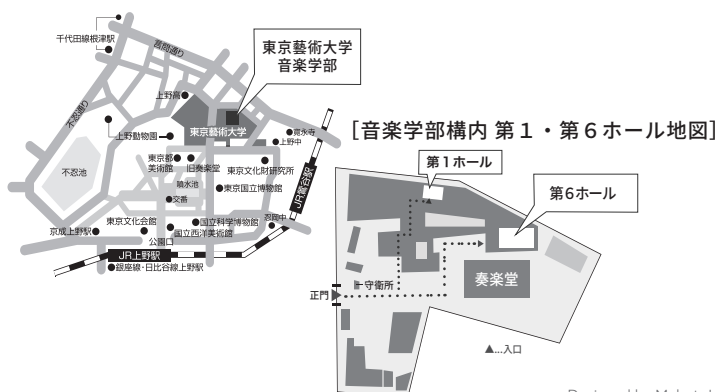 千代田線根津駅
言問通り
東京藝術大学
音楽学部
上野高
不忍通り
上野動物園
東京藝術大学
寛永寺
上野中
東京都
美術館
旧奏楽堂
東京文化財研究所
不忍池
噴水池
東京国立博物館
JR鶯谷駅
交番
東京文化会館
国立科学博物館
忍岡中
京成上野駅
公園口
国立西洋美術館
JR上野駅
銀座線・日比谷線上野駅
[音楽学部構内 第1・第6ホール地図]
第1ホール
第6ホール
守衛所
奏楽堂
正門
▲...入口